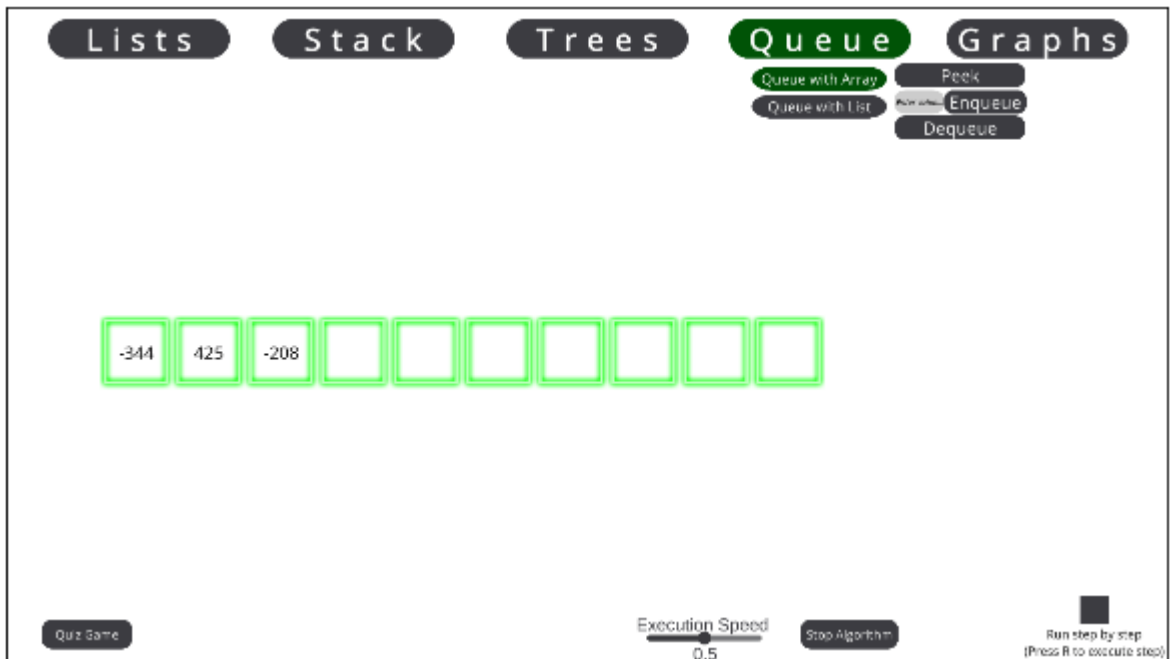 Lists
Stack
Trees
Queue
Graphs
Queue with Array
Queue with List
Peek
Enqueue
Dequeue
-344 425 -208
Quiz Game
Execution Speed
0.5
Stop Algorithm
Run step by step
(Press R to execute step)